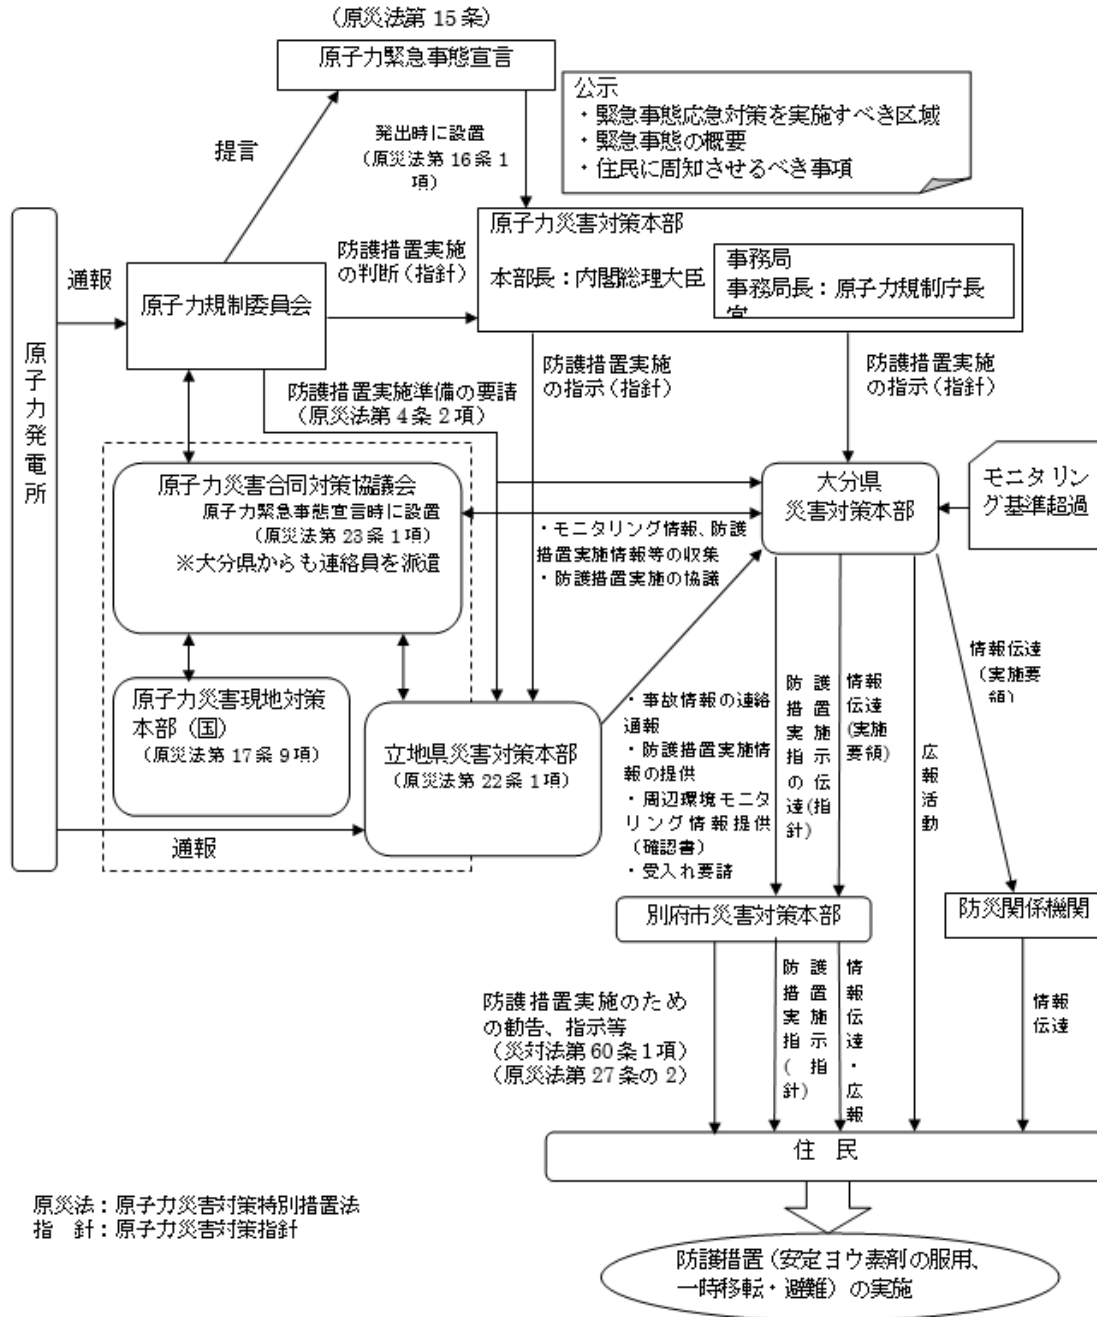 (原災法第 15 条)
原子力緊急事態宣言
公示
・緊急事態応急対策を実施すべき区域
・緊急事態の概要
・住民に周知させるべき事項
提言
発出時に設置
(原災法第 16 条 1
項)
原子力災害対策本部
本部長：内閣総理大臣
事務局
事務局長：原子力規制庁長
官
通報
原子力規制委員会
防護措置実施
の判断(指針)
原子力発電所
防護措置実施準備の要請
(原災法第 4 条 2 項)
防護措置実施
の指示(指針)
防護措置実施
の指示(指針)
原子力災害合同対策協議会
原子力緊急事態宣言時に設置
(原災法第 23 条 1 項)
※大分県からも連絡員を派遣
大分県
災害対策本部
モニタリン
グ基準超過
・モニタリング情報、防護
措置実施情報等の収集
・防護措置実施の協議
原子力災害現地対策
本部（国）
(原災法第 17 条 9 項)
立地県災害対策本部
(原災法第 22 条 1 項)
通報
・事故情報の連絡
通報
・防護措置実施情
報の提供
・周辺環境モニタ
リング情報提供
（確認書）
・受入れ要請
防護措置実施指示の伝達(指針)
情報伝達(実施要領)
広報活動
情報伝達
(実施要
領)
別府市災害対策本部
防災関係機関
防護措置実施のため
の勧告、指示等
(災対法第 60 条 1 項)
(原災法第 27 条の 2)
防護措置実施指示(指針)
情報伝達・広報
情報
伝達
住　民
原災法：原子力災害対策特別措置法
指　針：原子力災害対策指針
防護措置（安定ヨウ素剤の服用、
一時移転・避難）の実施